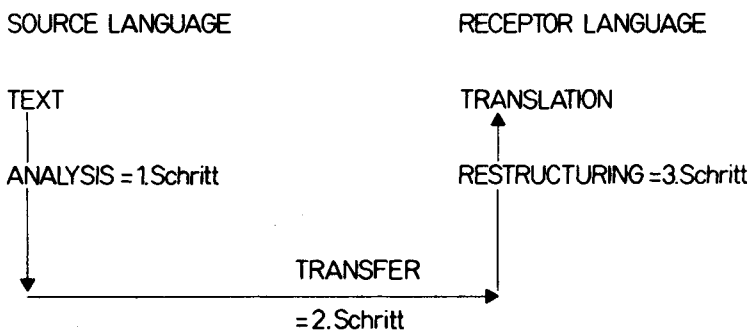 SOURCE LANGUAGE
RECEPTOR LANGUAGE
TEXT
TRANSLATION
ANALYSIS = 1.Schritt
RESTRUCTURING =3.Schritt
TRANSFER
=2.Schritt